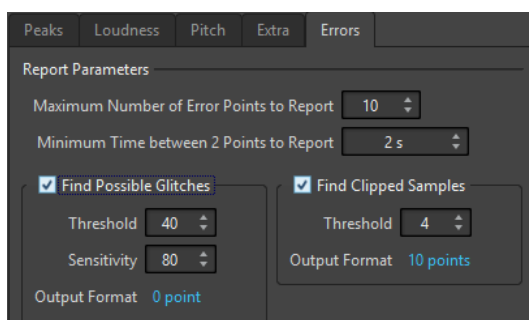 Peaks Loudness Pitch Extra Errors
Report Parameters
Maximum Number of Error Points to Report 10
Minimum Time between 2 Points to Report 2 s
Find Possible Glitches
Threshold 40
Sensitivity 80
Output Format 0 point
Find Clipped Samples
Threshold 4
Output Format 10 points